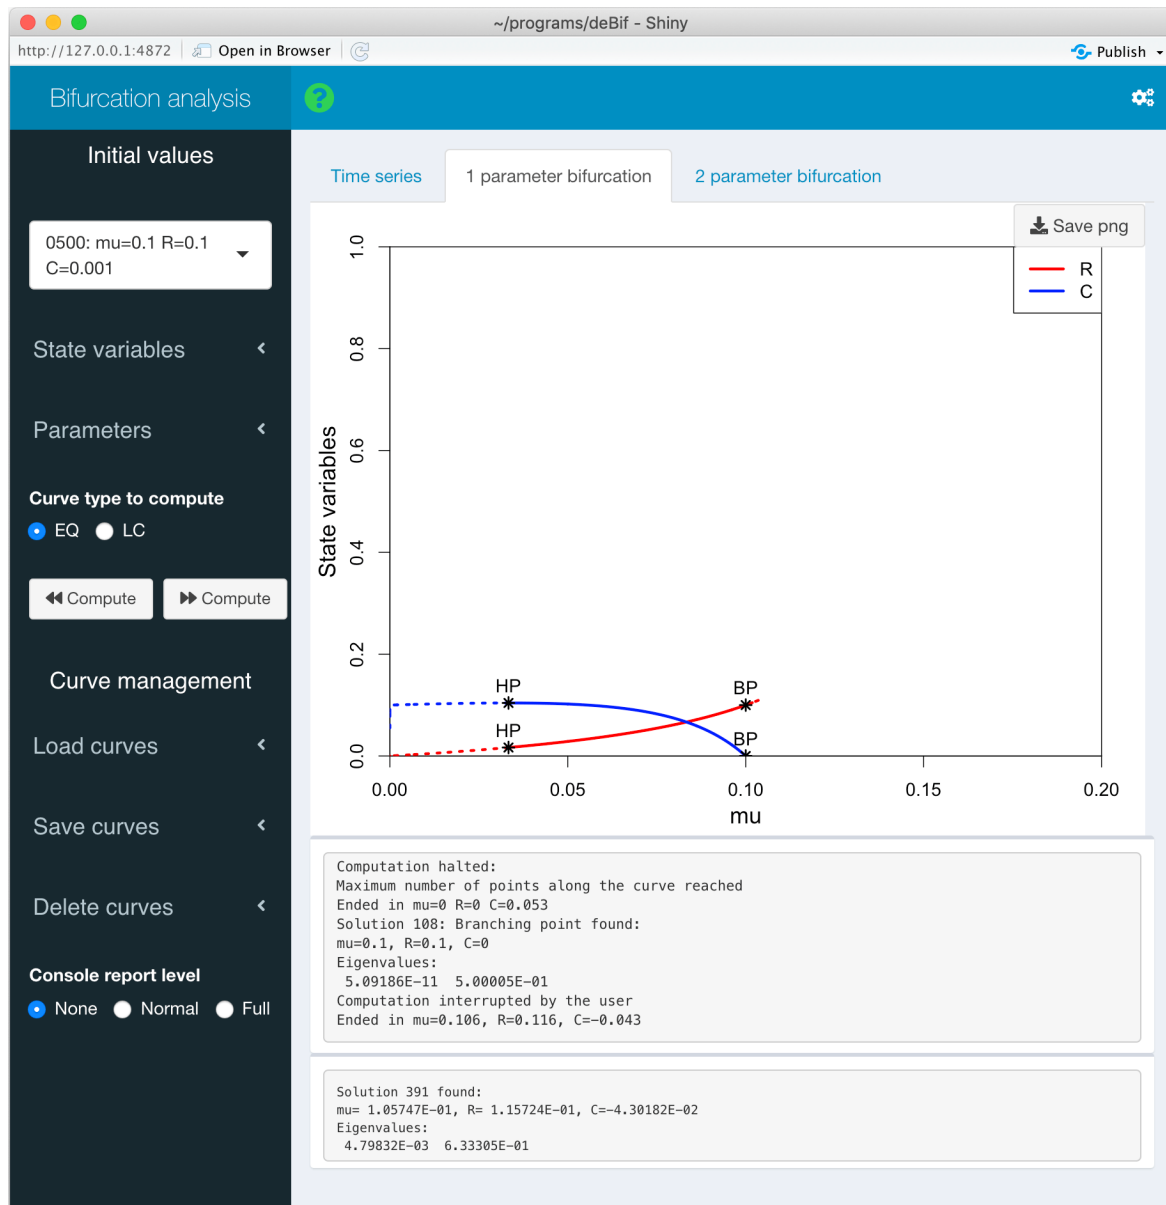 ~/programs/deBif - Shiny
http://127.0.0.1:4872 Open in Browser Publish
Bifurcation analysis ?
Initial values
0500: mu=0.1 R=0.1
C=0.001
State variables
Parameters
Curve type to compute
EQ LC
Compute Compute
Curve management
Load curves
Save curves
Delete curves
Console report level
None Normal Full
Time series 1 parameter bifurcation 2 parameter bifurcation
Save png
R
C
State variables
1.0
0.8
0.6
0.4
0.2
0.0
HP
HP
BP
BP
0.00 0.05 0.10 0.15 0.20
mu
Computation halted:
Maximum number of points along the curve reached
Ended in mu=0 R=0 C=0.053
Solution 108: Branching point found:
mu=0.1, R=0.1, C=0
Eigenvalues:
5.09186E-11 5.00005E-01
Computation interrupted by the user
Ended in mu=0.106, R=0.116, C=-0.043
Solution 391 found:
mu= 1.05747E-01, R= 1.15724E-01, C=-4.30182E-02
Eigenvalues:
4.79832E-03 6.33305E-01